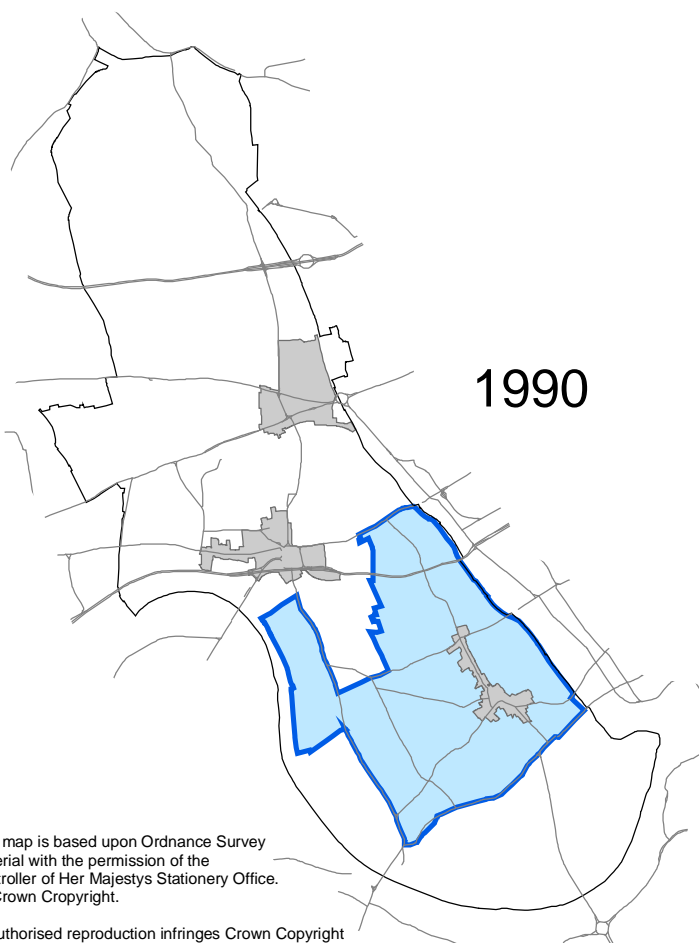 1990
map is based upon Ordnance Survey
erial with the permission of the
troller of Her Majestys Stationery Office.
Crown Cropyright.
uthorised reproduction infringes Crown Copyright